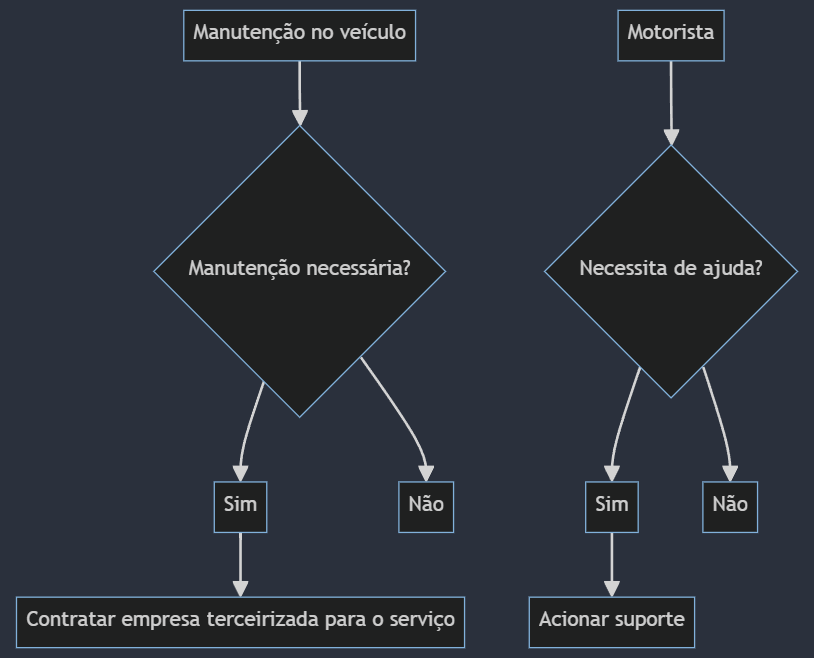 Manutenção no veículo
Motorista
Manutenção necessária?
Necessita de ajuda?
Sim
Não
Sim
Não
Contratar empresa terceirizada para o serviço
Acionar suporte